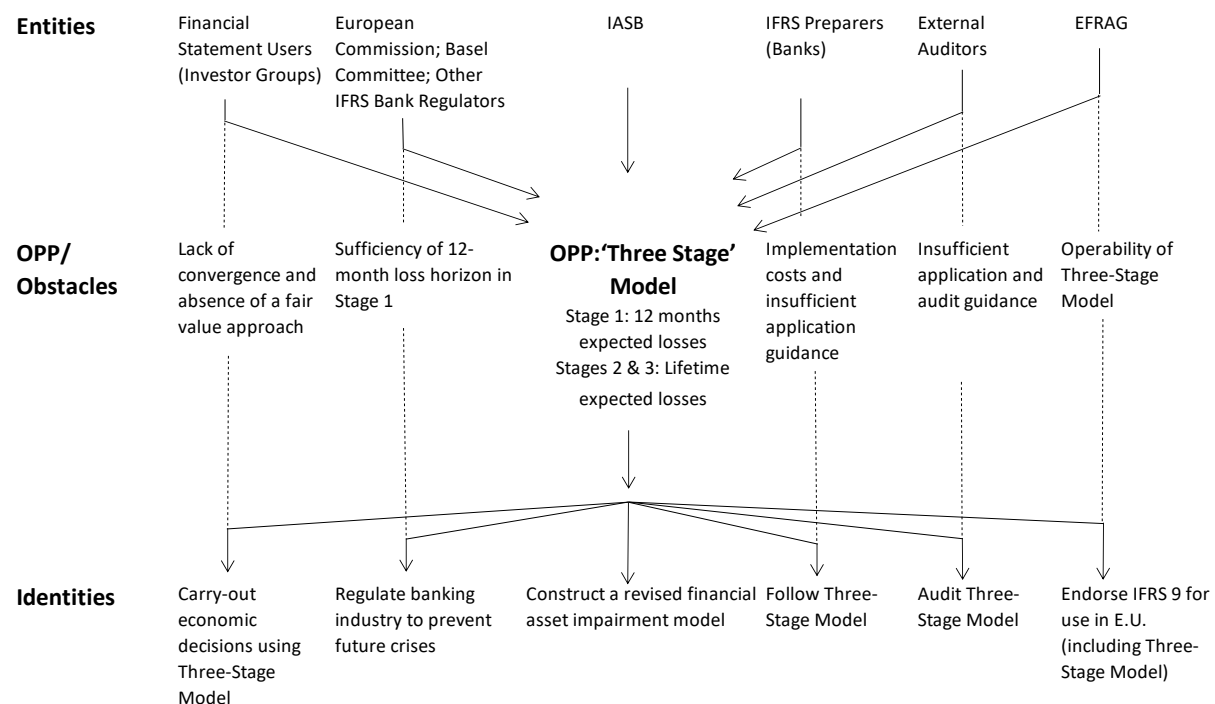 Entities
Financial
Statement Users
(Investor Groups)
European
Commission; Basel
Committee; Other
IFRS Bank Regulators
IASB
IFRS Preparers
(Banks)
External
Auditors
EFRAG
OPP/
Obstacles
Lack of
convergence and
absence of a fair
value approach
Sufficiency of 12-
month loss horizon in
Stage 1
OPP:‘Three Stage’
Model
Stage 1: 12 months
expected losses
Stages 2 & 3: Lifetime
expected losses
Implementation
costs and
insufficient
application
guidance
Insufficient
application and
audit guidance
Operability of
Three-Stage
Model
Identities
Carry-out
economic
decisions using
Three-Stage
Model
Regulate banking
industry to prevent
future crises
Construct a revised financial
asset impairment model
Follow Three-
Stage Model
Audit Three-
Stage Model
Endorse IFRS 9 for
use in E.U.
(including Three-
Stage Model)